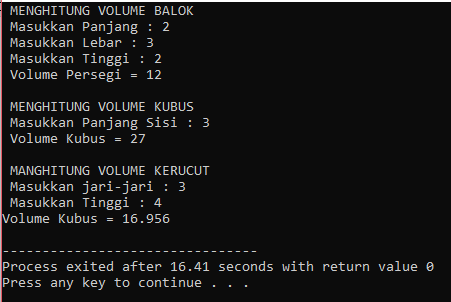 MENGHITUNG VOLUME BALOK
Masukkan Panjang : 2
Masukkan Lebar : 3
Masukkan Tinggi : 2
Volume Persegi = 12
MENGHITUNG VOLUME KUBUS
Masukkan Panjang Sisi : 3
Volume Kubus = 27
MANGHITUNG VOLUME KERUCUT
Masukkan jari-jari : 3
Masukkan Tinggi : 4
Volume Kubus = 16.956
--------------------------------
Process exited after 16.41 seconds with return value 0
Press any key to continue . . .